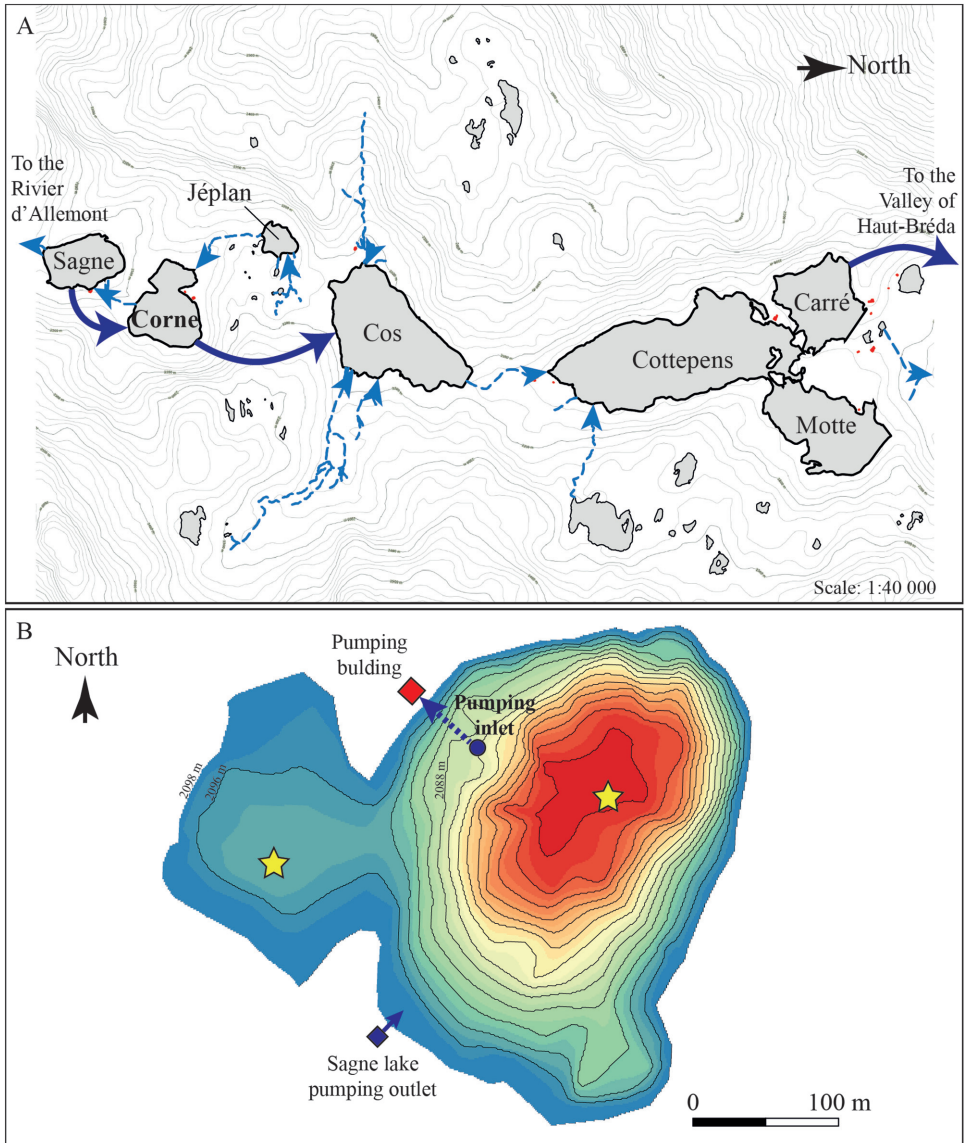 A
North
To the
Rivier
d'Allemont
Jéplan
To the
Valley of
Haut-Bréda
Sagne
Corne
Cos
Cottepens
Carré
Motte
Scale: 1:40 000
B
North
Pumping
bulding
Pumping
inlet
2098 m
2096 m
2088 m
Sagne lake
pumping outlet
0 100 m